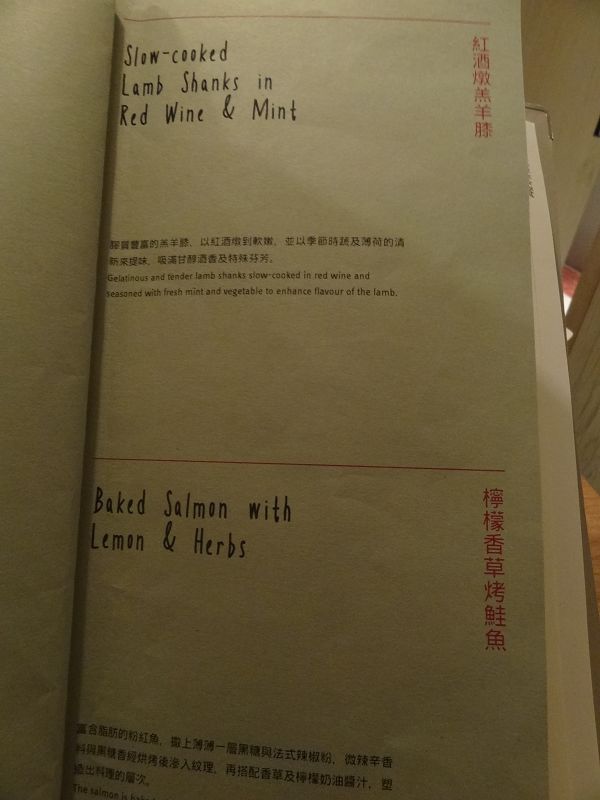 Slow-cooked
Lamb Shanks in
Red Wine & Mint
紅酒燉羔羊膝
膠質豐富的羔羊膝，以紅酒燉到軟嫩，並以季節時蔬及薄荷的清
新來提味，吸滿甘醇酒香及特殊芬芳。
Gelatinous and tender lamb shanks slow-cooked in red wine and
seasoned with fresh mint and vegetable to enhance flavour of the lamb.
Baked Salmon with
Lemon & Herbs
檸檬香草烤鮭魚
富含脂肪的粉紅魚，撒上薄薄一層黑糖與法式辣椒粉，微辣辛香
料與黑糖香經烘烤後滲入紋理，再搭配香草及檸檬奶油醬汁，塑
造出料理的層次。
The salmon is